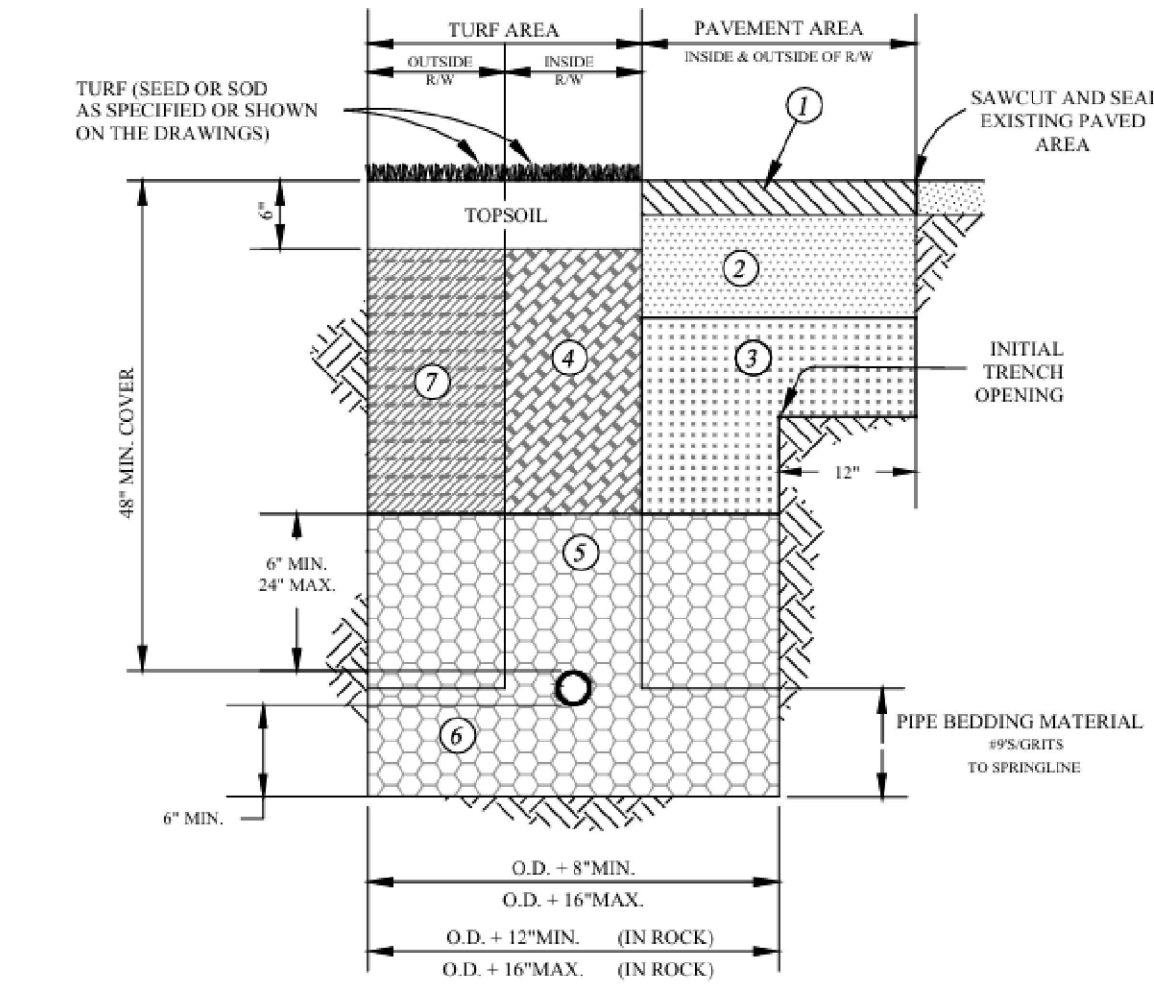 TURF AREA
PAVEMENT AREA
INSIDE & OUTSIDE OF R/W
OUTSIDE
R/W
INSIDE
R/W
TURF (SEED OR SOD
AS SPECIFIED OR SHOWN
ON THE DRAWINGS)
1
SAWCUT AND SEAL
EXISTING PAVED
AREA
6"
TOPSOIL
2
3
4
7
INITIAL
TRENCH
OPENING
48" MIN. COVER
12"
5
6" MIN.
24" MAX.
6
PIPE BEDDING MATERIAL
#9'S/GRITS
TO SPRINGLINE
6" MIN.
O.D. + 8"MIN.
O.D. + 16"MAX.
O.D. + 12"MIN. (IN ROCK)
O.D. + 16"MAX. (IN ROCK)